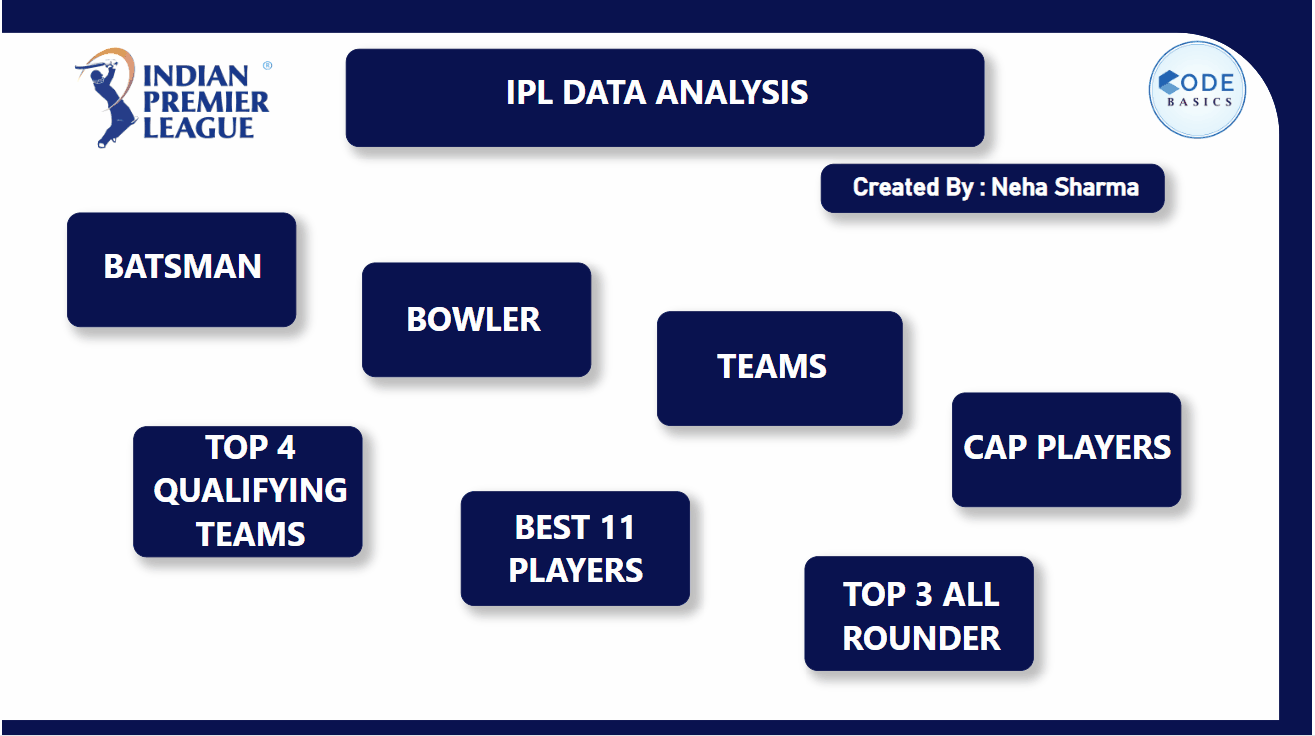 INDIAN
PREMIER
LEAGUE
®
IPL DATA ANALYSIS
CODE
BASICS
Created By : Neha Sharma
BATSMAN
BOWLER
TEAMS
CAP PLAYERS
TOP 4
QUALIFYING
TEAMS
BEST 11
PLAYERS
TOP 3 ALL
ROUNDER